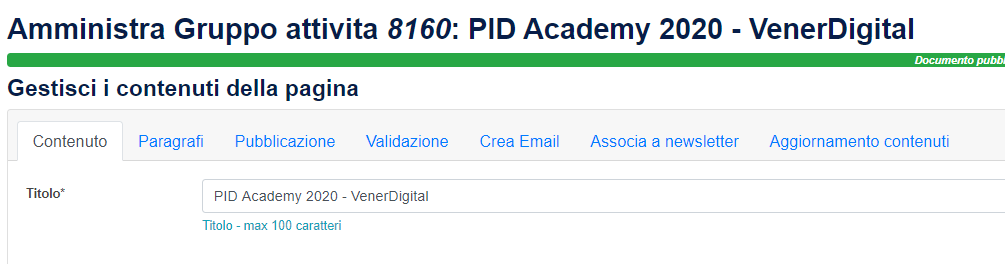 Amministra Gruppo attivita 8160: PID Academy 2020 - VenerDigital
Documento
Gestisci i contenuti della pagina
Contenuto Paragrafi Pubblicazione Validazione Crea Email Associa a newsletter Aggiornamento contenuti
Titolo* PID Academy 2020 - VenerDigital
Titolo - max 100 caratteri